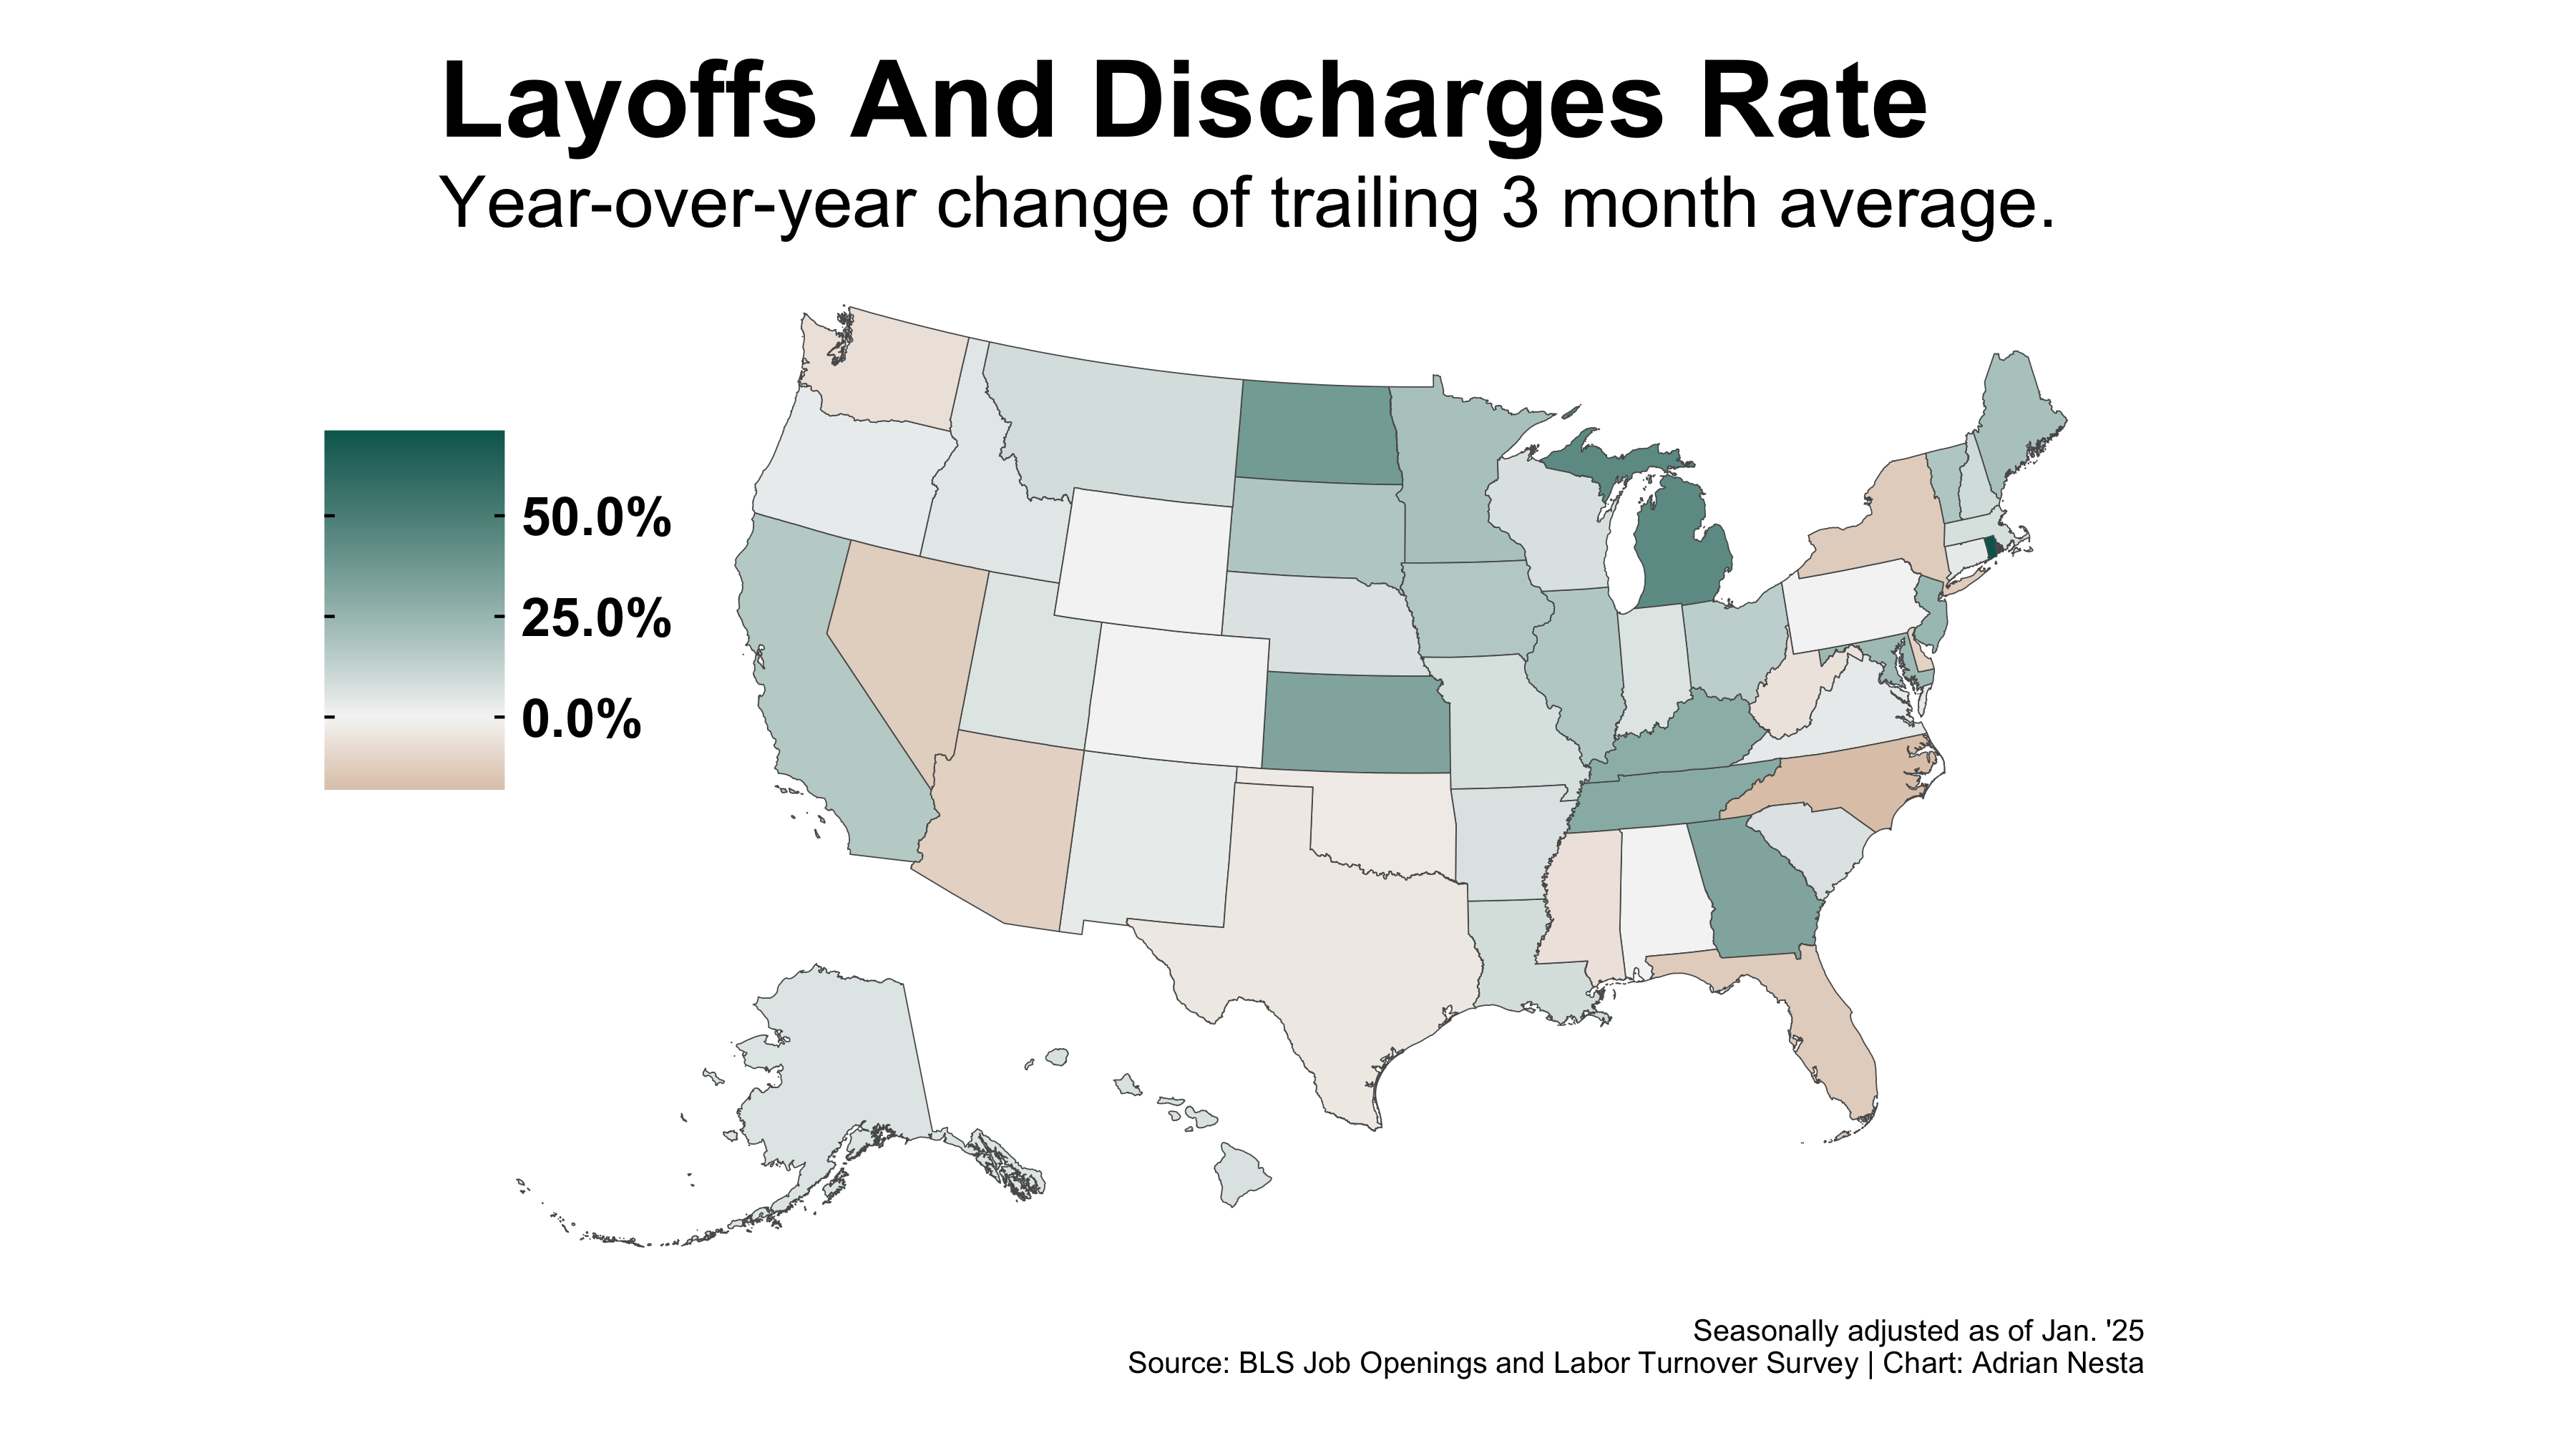 Layoffs And Discharges Rate
Year-over-year change of trailing 3 month average.
50.0%
25.0%
0.0%
Seasonally adjusted as of Jan. '25
Source: BLS Job Openings and Labor Turnover Survey | Chart: Adrian Nesta